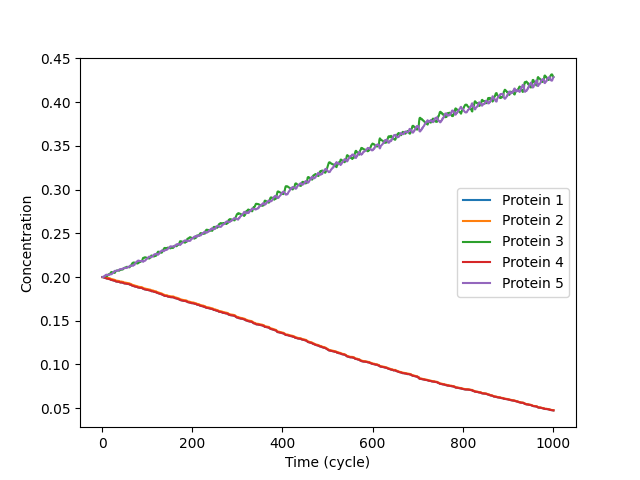 0.45
0.40
0.35
0.30
0.25
0.20
0.15
0.10
0.05
Concentration
Protein 1
Protein 2
Protein 3
Protein 4
Protein 5
0 200 400 600 800 1000
Time (cycle)